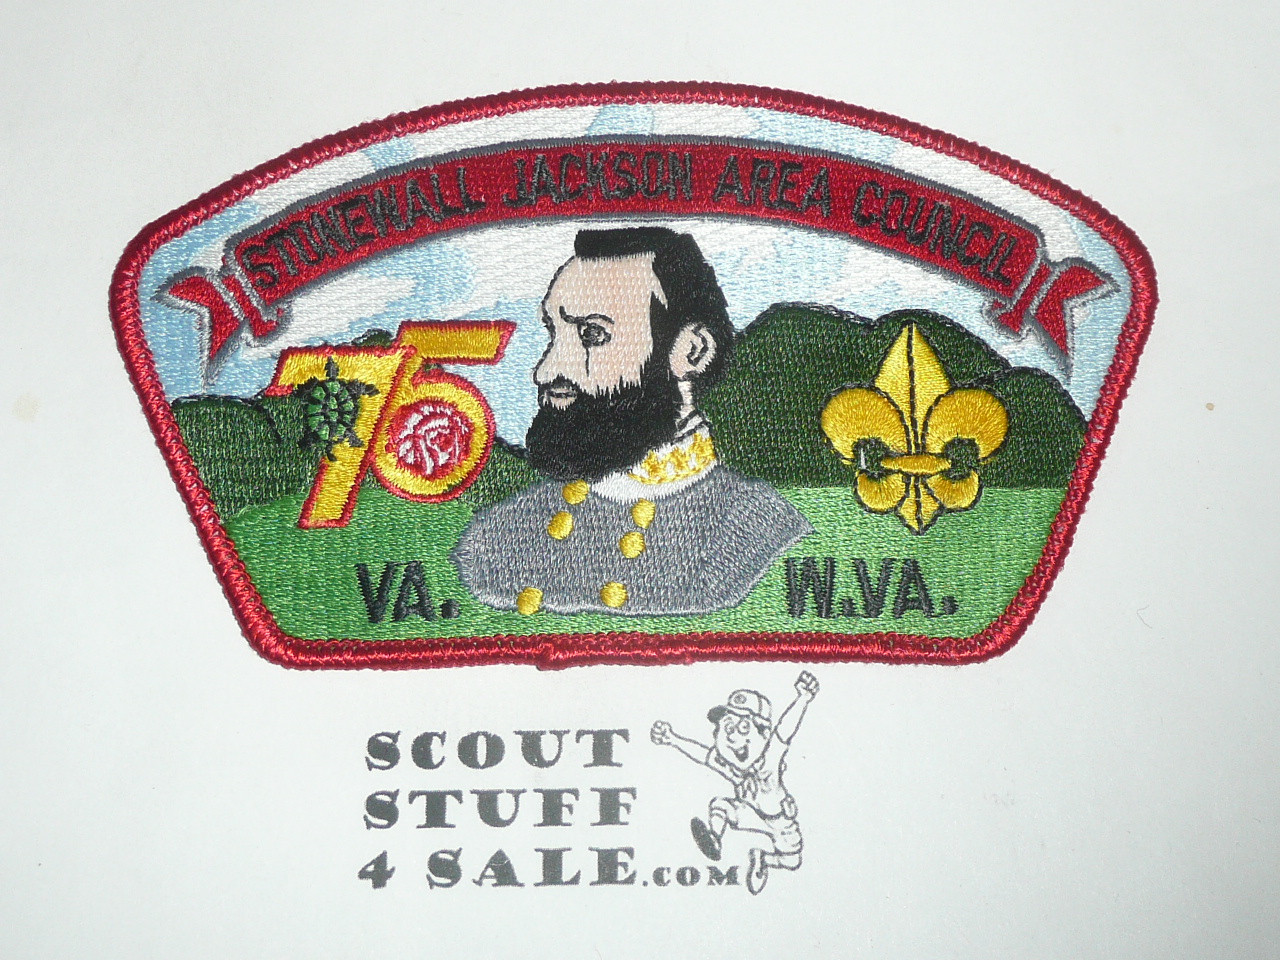 STONEWALL JACKSON AREA COUNCIL
75
VA. W.VA.
SCOUT
STUFF
4 SALE.COM